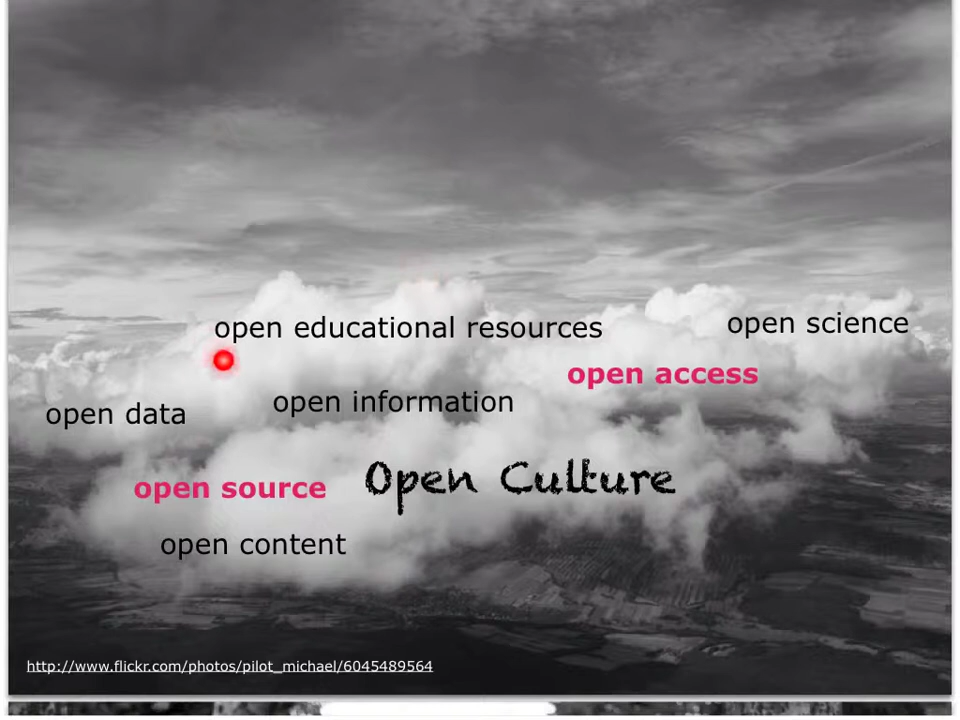 open educational resources
open science
open access
open information
open data
Open Culture
open source
open content
http://www.flickr.com/photos/pilot_michael/6045489564